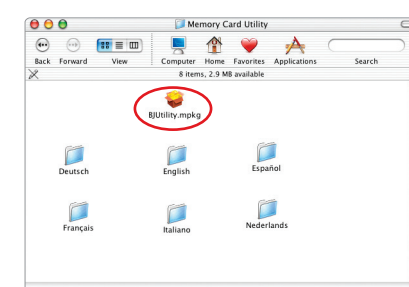 Memory Card Utility
Back Forward View Computer Home Favorites Applications Search
8 items, 2.9 MB available
BJUtility.mpkg
Deutsch English Español
Français Italiano Nederlands